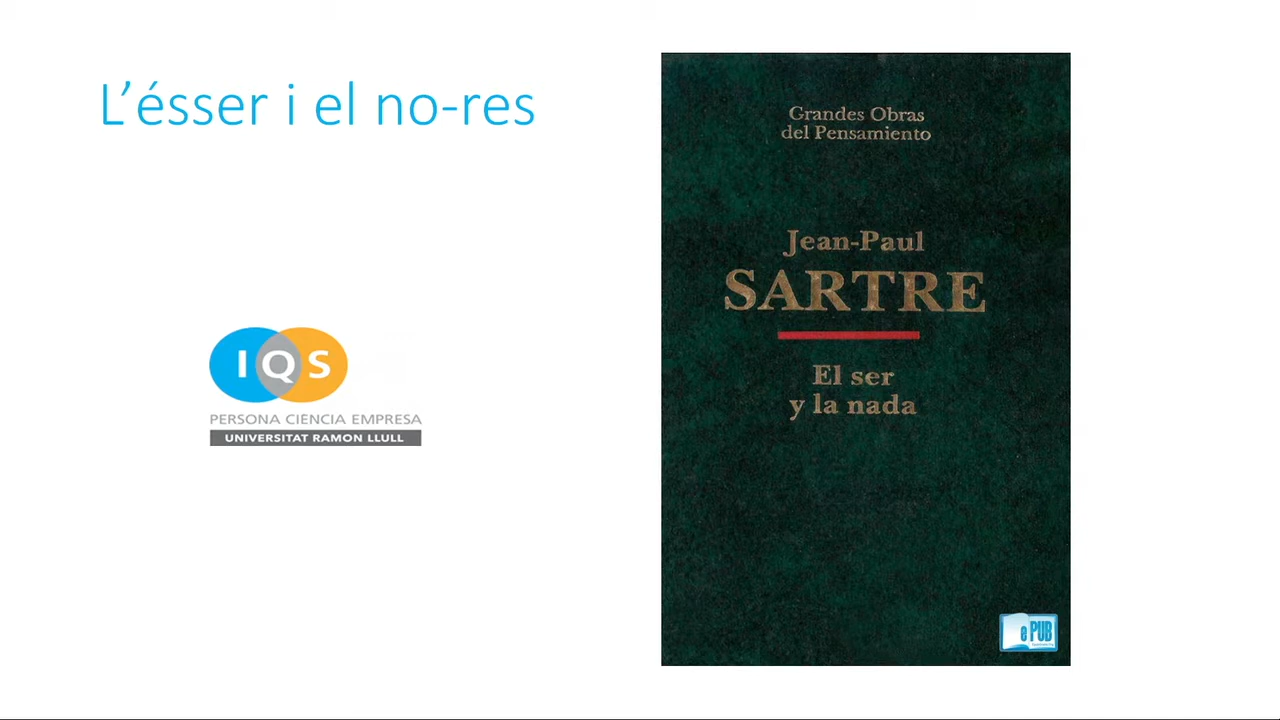 L'ésser i el no-res
IQS
PERSONA CIÈNCIA EMPRESA
UNIVERSITAT RAMON LLULL
Grandes Obras
del Pensamiento
Jean-Paul
SARTRE
El ser
y la nada
ePUB